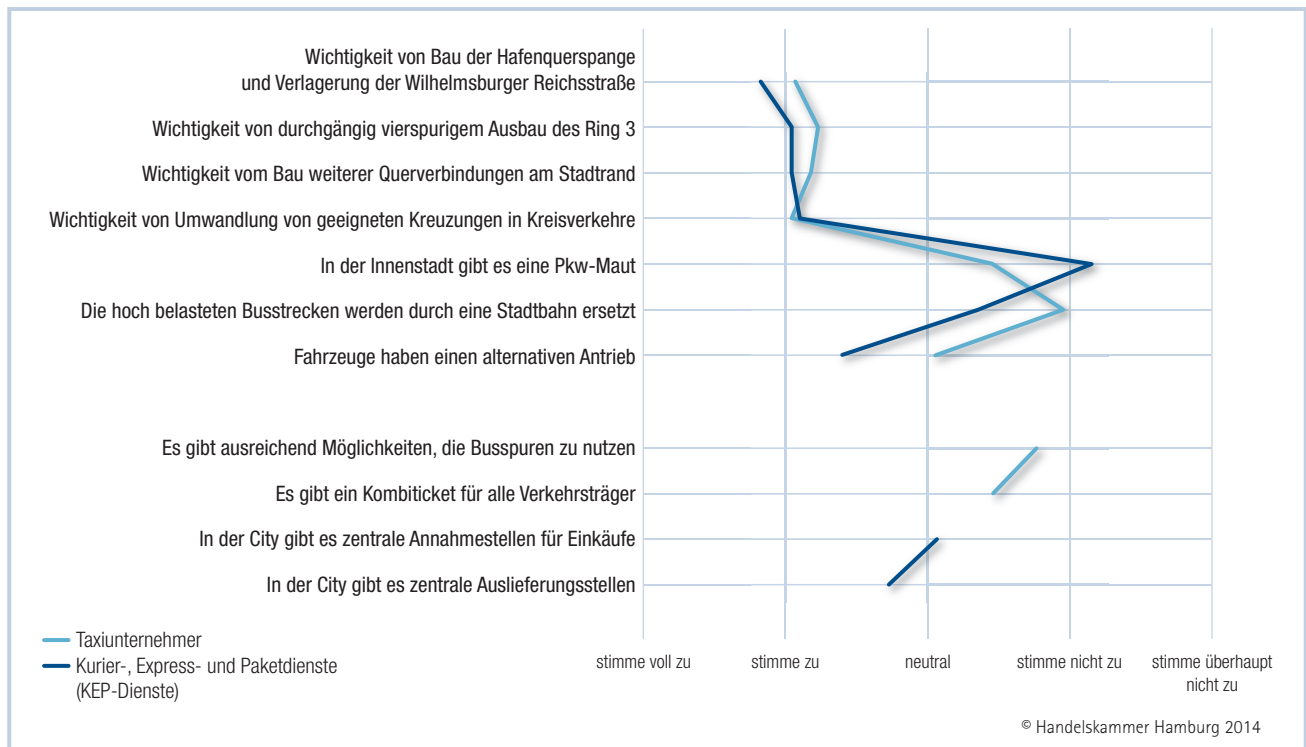 Wichtigkeit von Bau der Hafenquerspange
und Verlagerung der Wilhelmsburger Reichsstraße
Wichtigkeit von durchgängig vierspurigem Ausbau des Ring 3
Wichtigkeit vom Bau weiterer Querverbindungen am Stadtrand
Wichtigkeit von Umwandlung von geeigneten Kreuzungen in Kreisverkehre
In der Innenstadt gibt es eine Pkw-Maut
Die hoch belasteten Busstrecken werden durch eine Stadtbahn ersetzt
Fahrzeuge haben einen alternativen Antrieb
Es gibt ausreichend Möglichkeiten, die Busspuren zu nutzen
Es gibt ein Kombiticket für alle Verkehrsträger
In der City gibt es zentrale Annahmestellen für Einkäufe
In der City gibt es zentrale Auslieferungsstellen
Taxiunternehmer
Kurier-, Express- und Paketdienste
(KEP-Dienste)
stimme voll zu
stimme zu
neutral
stimme nicht zu
stimme überhaupt
nicht zu
© Handelskammer Hamburg 2014